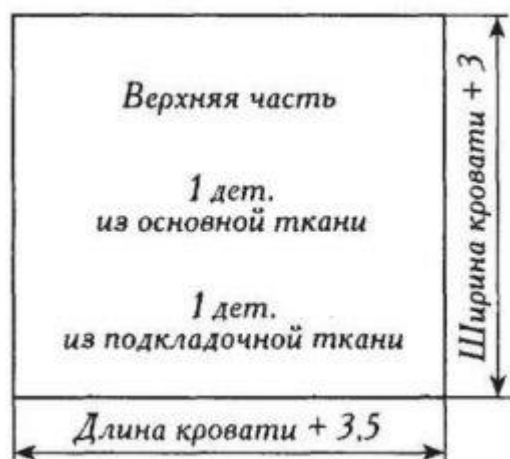 Верхняя часть
1 дет.
из основной ткани
1 дет.
из подкладочной ткани
Ширина кровати + 3
Длина кровати + 3,5